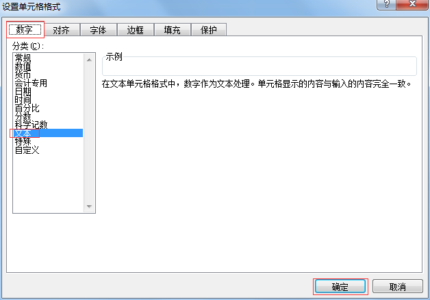 设置单元格格式
数字 对齐 字体 边框 填充 保护
分类(C):
常规
数值
货币
会计专用
日期
时间
百分比
分数
科学记数
文本
特殊
自定义
示例
在文本单元格格式中，数字作为文本处理。单元格显示的内容与输入的内容完全一致。
确定 取消